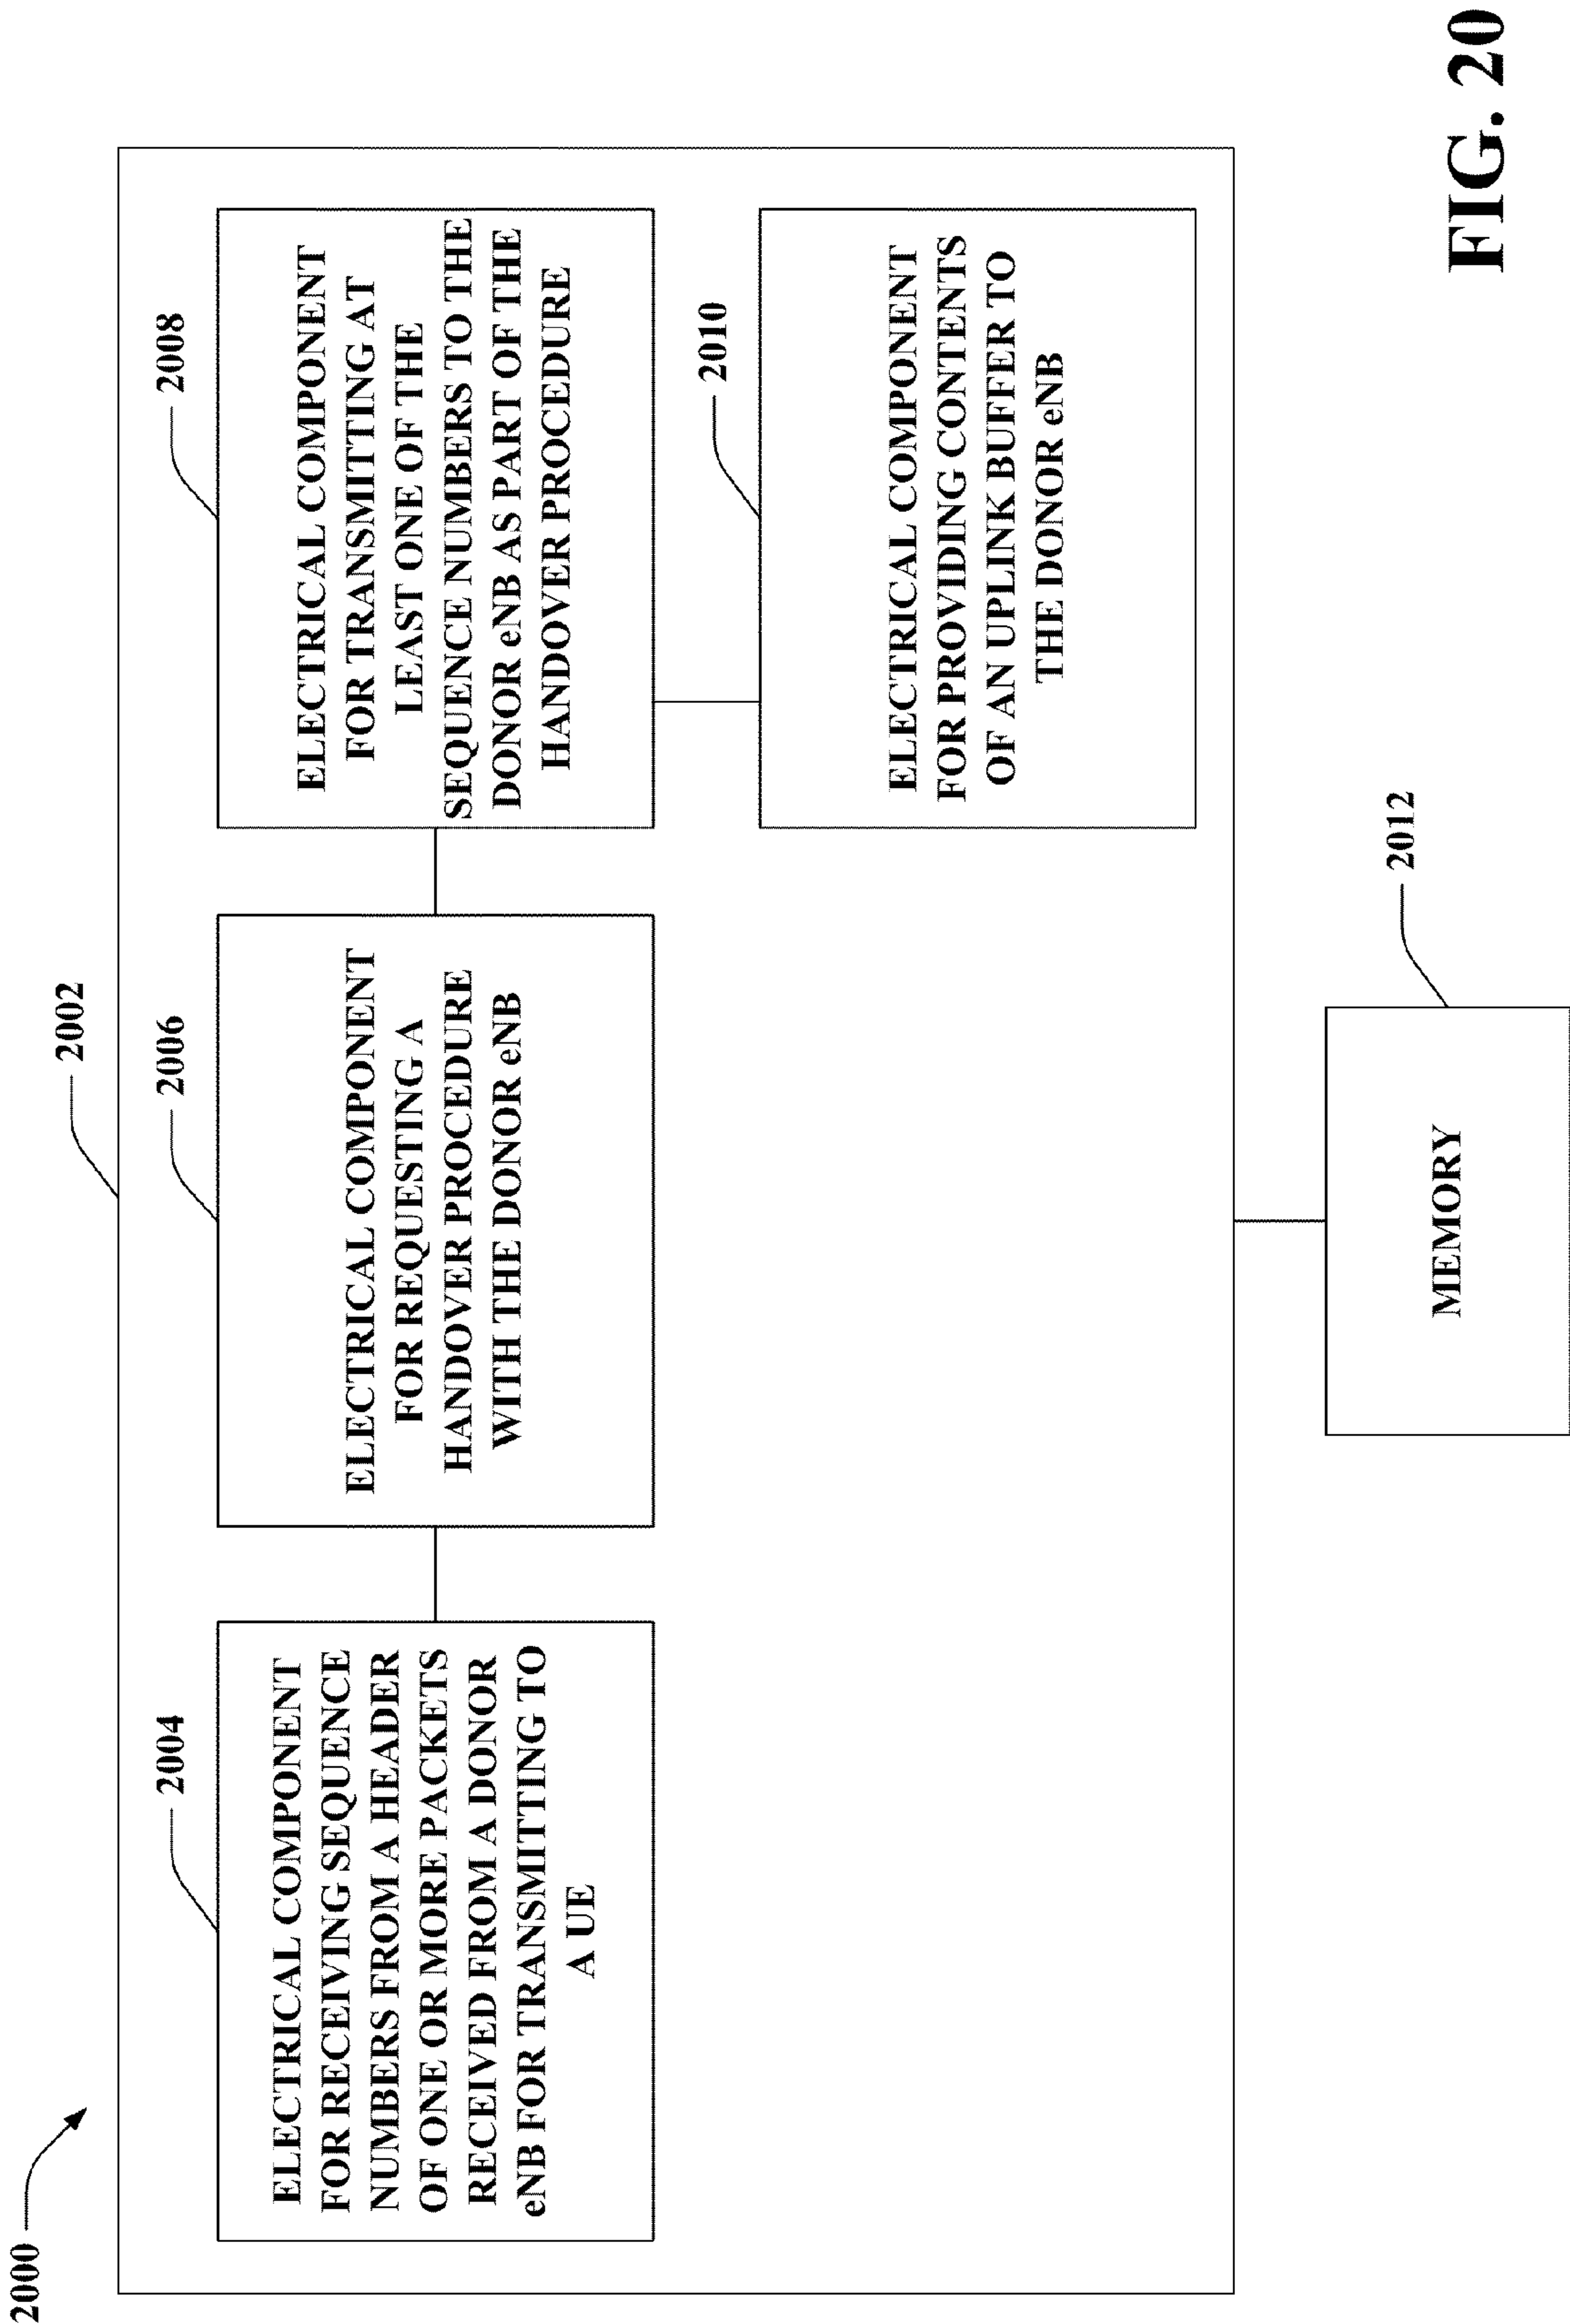 2000
2002
2004
ELECTRICAL COMPONENT
FOR RECEIVING SEQUENCE
NUMBERS FROM A HEADER
OF ONE OR MORE PACKETS
RECEIVED FROM A DONOR
eNB FOR TRANSMITTING TO
A UE
2006
ELECTRICAL COMPONENT
FOR REQUESTING A
HANDOVER PROCEDURE
WITH THE DONOR eNB
2008
ELECTRICAL COMPONENT
FOR TRANSMITTING AT
LEAST ONE OF THE
SEQUENCE NUMBERS TO THE
DONOR eNB AS PART OF THE
HANDOVER PROCEDURE
2010
ELECTRICAL COMPONENT
FOR PROVIDING CONTENTS
OF AN UPLINK BUFFER TO
THE DONOR eNB
2012
MEMORY
FIG. 20